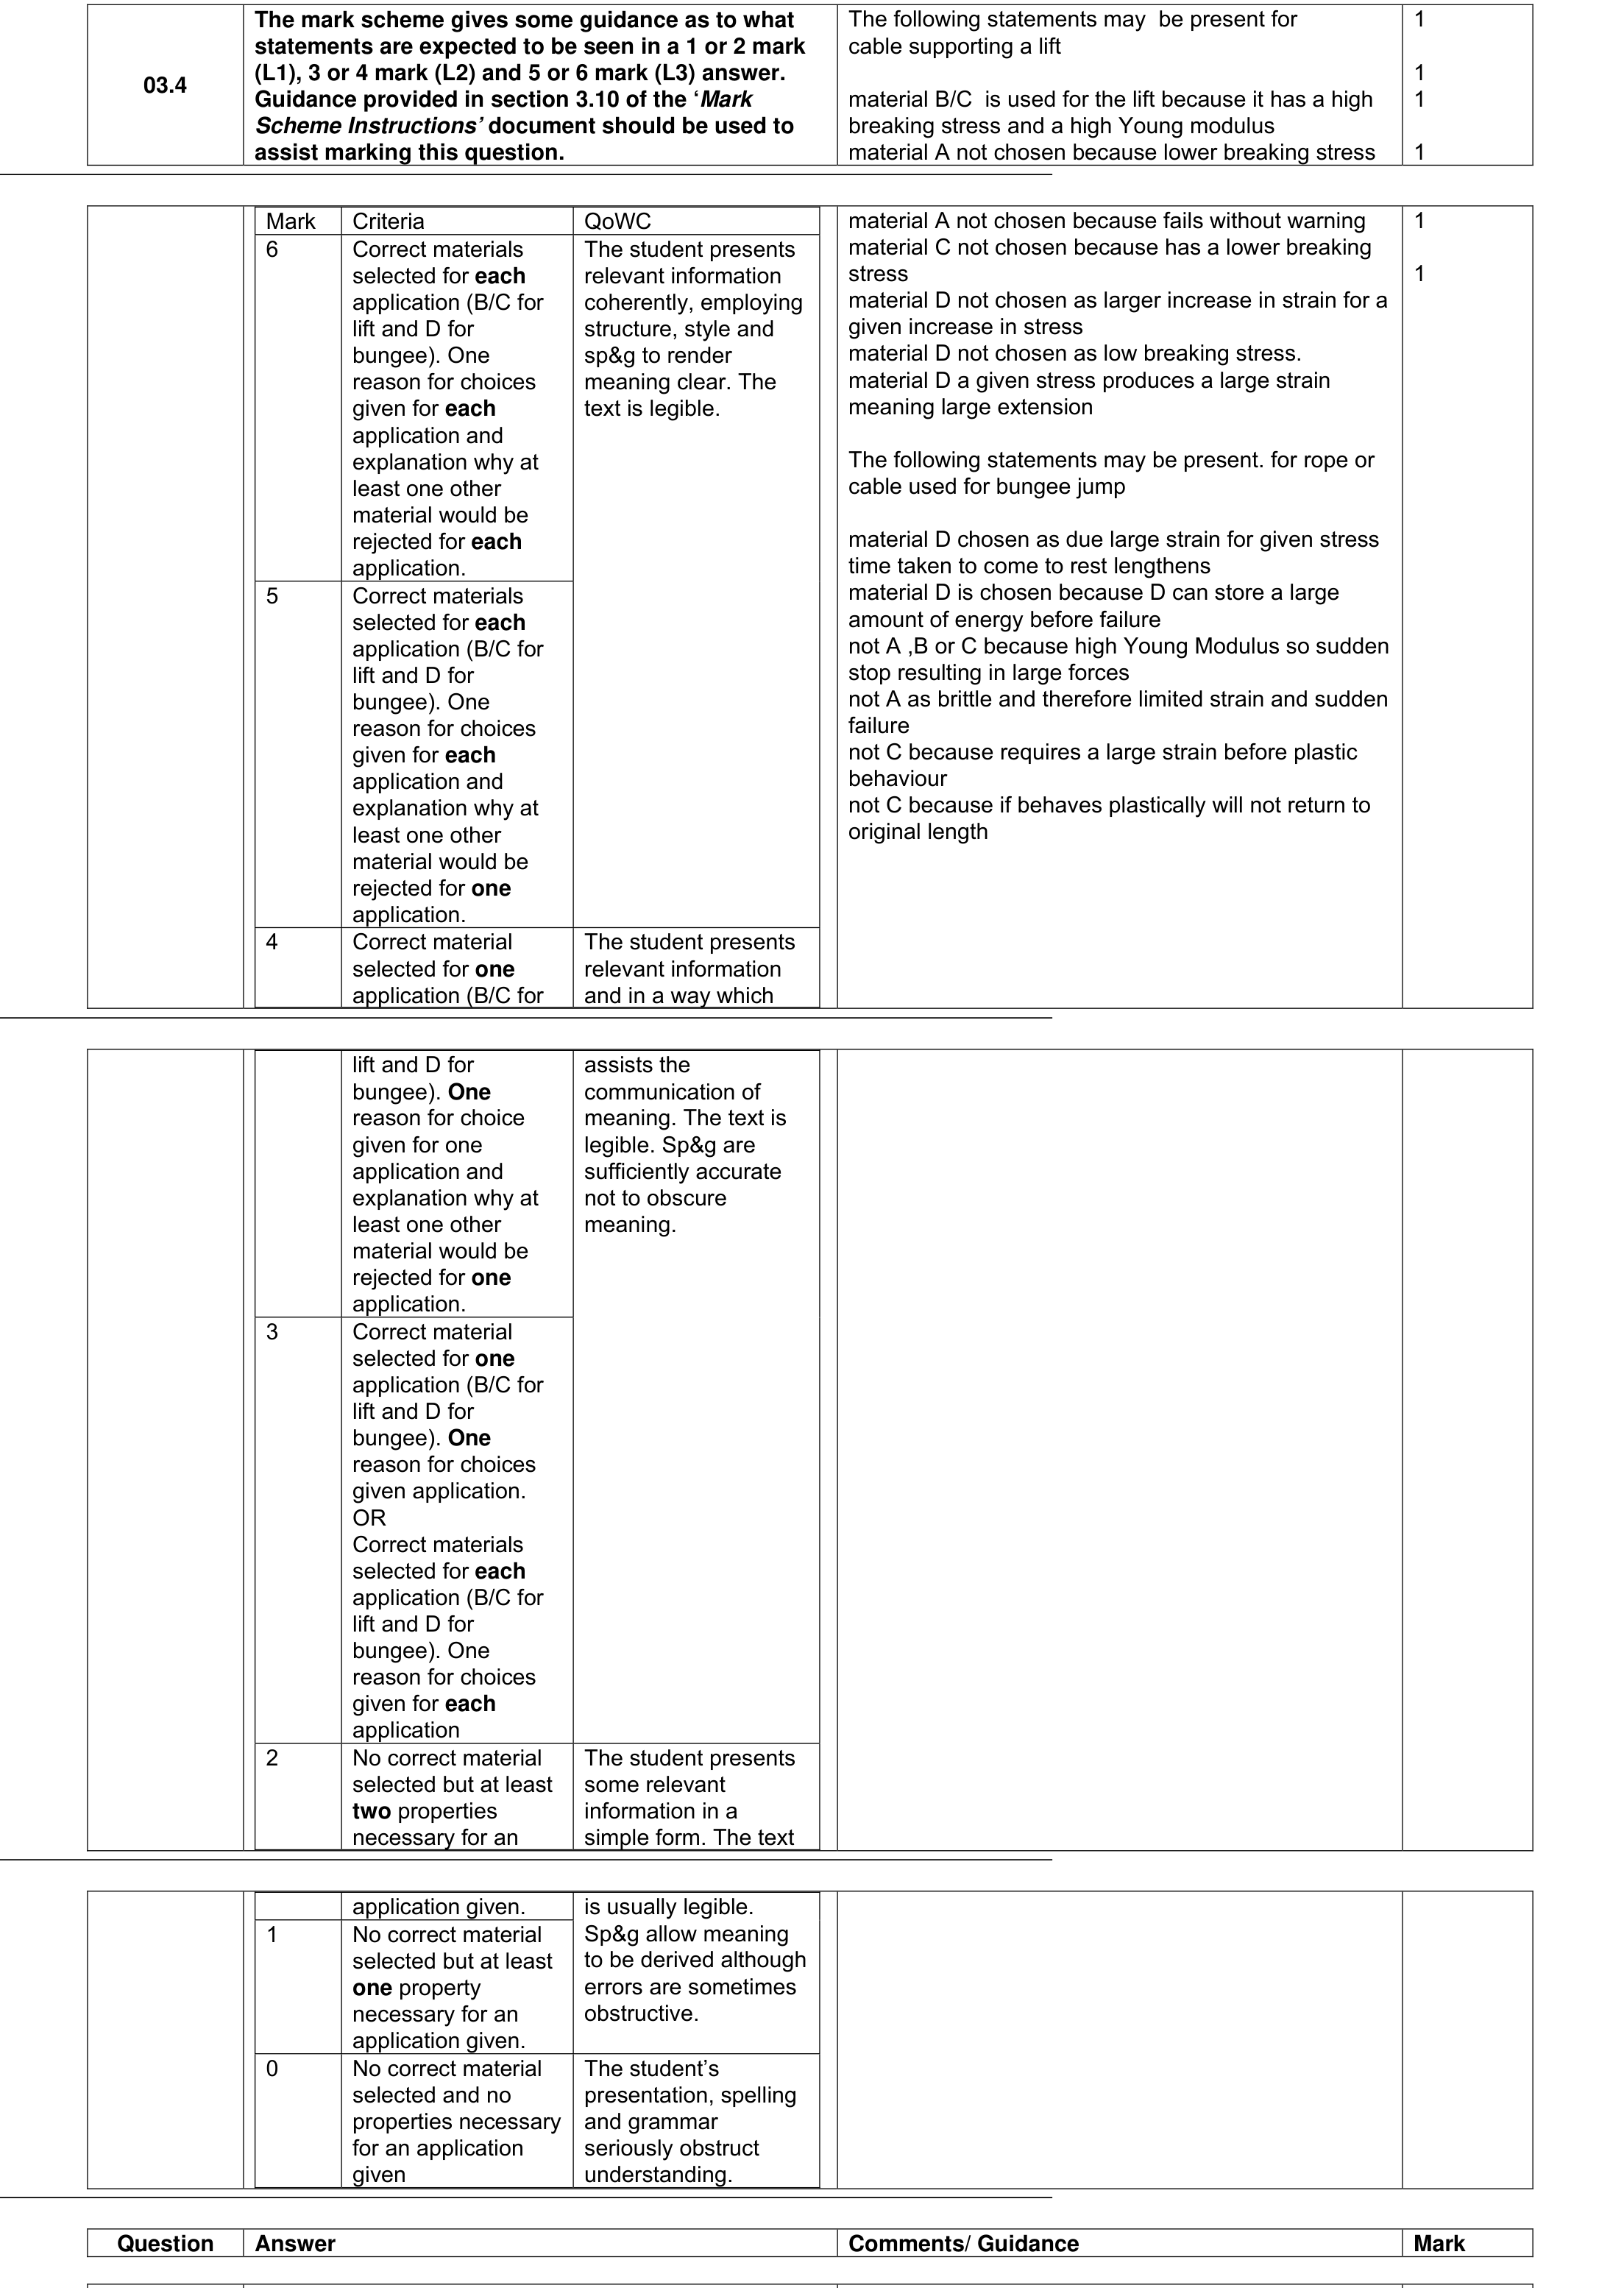 03.4
The mark scheme gives some guidance as to what
statements are expected to be seen in a 1 or 2 mark
(L1), 3 or 4 mark (L2) and 5 or 6 mark (L3) answer.
Guidance provided in section 3.10 of the ‘Mark
Scheme Instructions’ document should be used to
assist marking this question.
The following statements may  be present for
cable supporting a lift
material B/C  is used for the lift because it has a high
breaking stress and a high Young modulus
material A not chosen because lower breaking stress
1
1
1
1
Mark
Criteria
QoWC
6
Correct materials
selected for each
application (B/C for
lift and D for
bungee). One
reason for choices
given for each
application and
explanation why at
least one other
material would be
rejected for each
application.
The student presents
relevant information
coherently, employing
structure, style and
sp&g to render
meaning clear. The
text is legible.
5
Correct materials
selected for each
application (B/C for
lift and D for
bungee). One
reason for choices
given for each
application and
explanation why at
least one other
material would be
rejected for one
application.
4
Correct material
selected for one
application (B/C for
The student presents
relevant information
and in a way which
material A not chosen because fails without warning
material C not chosen because has a lower breaking
stress
material D not chosen as larger increase in strain for a
given increase in stress
material D not chosen as low breaking stress.
material D a given stress produces a large strain
meaning large extension
The following statements may be present. for rope or
cable used for bungee jump
material D chosen as due large strain for given stress
time taken to come to rest lengthens
material D is chosen because D can store a large
amount of energy before failure
not A ,B or C because high Young Modulus so sudden
stop resulting in large forces
not A as brittle and therefore limited strain and sudden
failure
not C because requires a large strain before plastic
behaviour
not C because if behaves plastically will not return to
original length
1
1
lift and D for
bungee). One
reason for choice
given for one
application and
explanation why at
least one other
material would be
rejected for one
application.
assists the
communication of
meaning. The text is
legible. Sp&g are
sufficiently accurate
not to obscure
meaning.
3
Correct material
selected for one
application (B/C for
lift and D for
bungee). One
reason for choices
given application.
OR
Correct materials
selected for each
application (B/C for
lift and D for
bungee). One
reason for choices
given for each
application
2
No correct material
selected but at least
two properties
necessary for an
The student presents
some relevant
information in a
simple form. The text
application given.
is usually legible.
Sp&g allow meaning
to be derived although
errors are sometimes
obstructive.
1
No correct material
selected but at least
one property
necessary for an
application given.
0
No correct material
selected and no
properties necessary
for an application
given
The student’s
presentation, spelling
and grammar
seriously obstruct
understanding.
Question
Answer
Comments/ Guidance
Mark